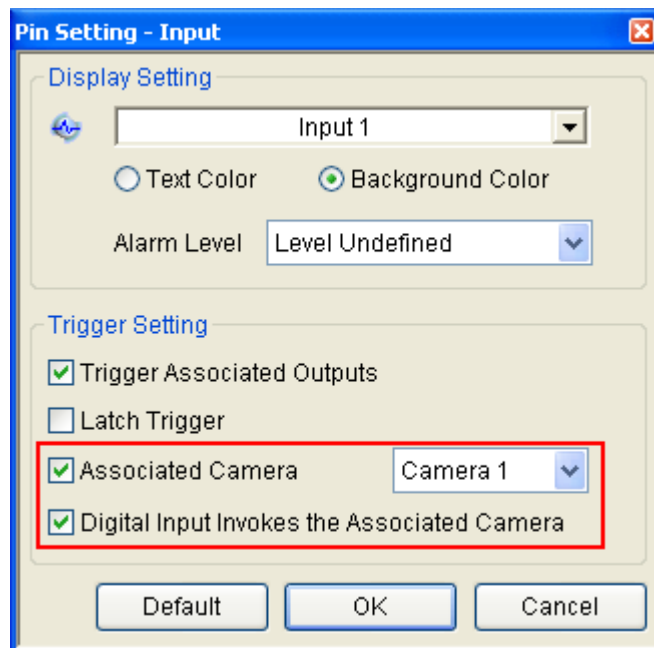 Pin Setting - Input
Display Setting
Input 1
Text Color Background Color
Alarm Level Level Undefined
Trigger Setting
Trigger Associated Outputs
Latch Trigger
Associated Camera Camera 1
Digital Input Invokes the Associated Camera
Default OK Cancel